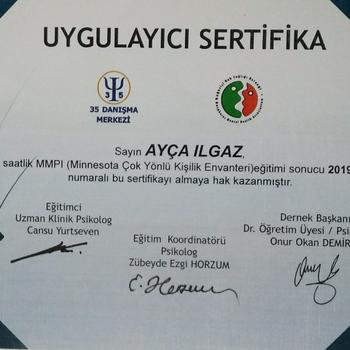 UYGULAYICI SERTİFİKA
35
35 DANIŞMA
MERKEZİ
Sayın AYÇA ILGAZ,
saatlik MMPI (Minnesota Çok Yönlü Kişilik Envanteri)eğitimi sonucu 2019
numaralı bu sertifikayı almaya hak kazanmıştır.
Eğitimci
Uzman Klinik Psikolog
Cansu Yurtseven
Eğitim Koordinatörü
Psikolog
Zübeyde Ezgi HORZUM
Dernek Başkanı
Dr. Öğretim Üyesi / Psi
Onur Okan DEMİR